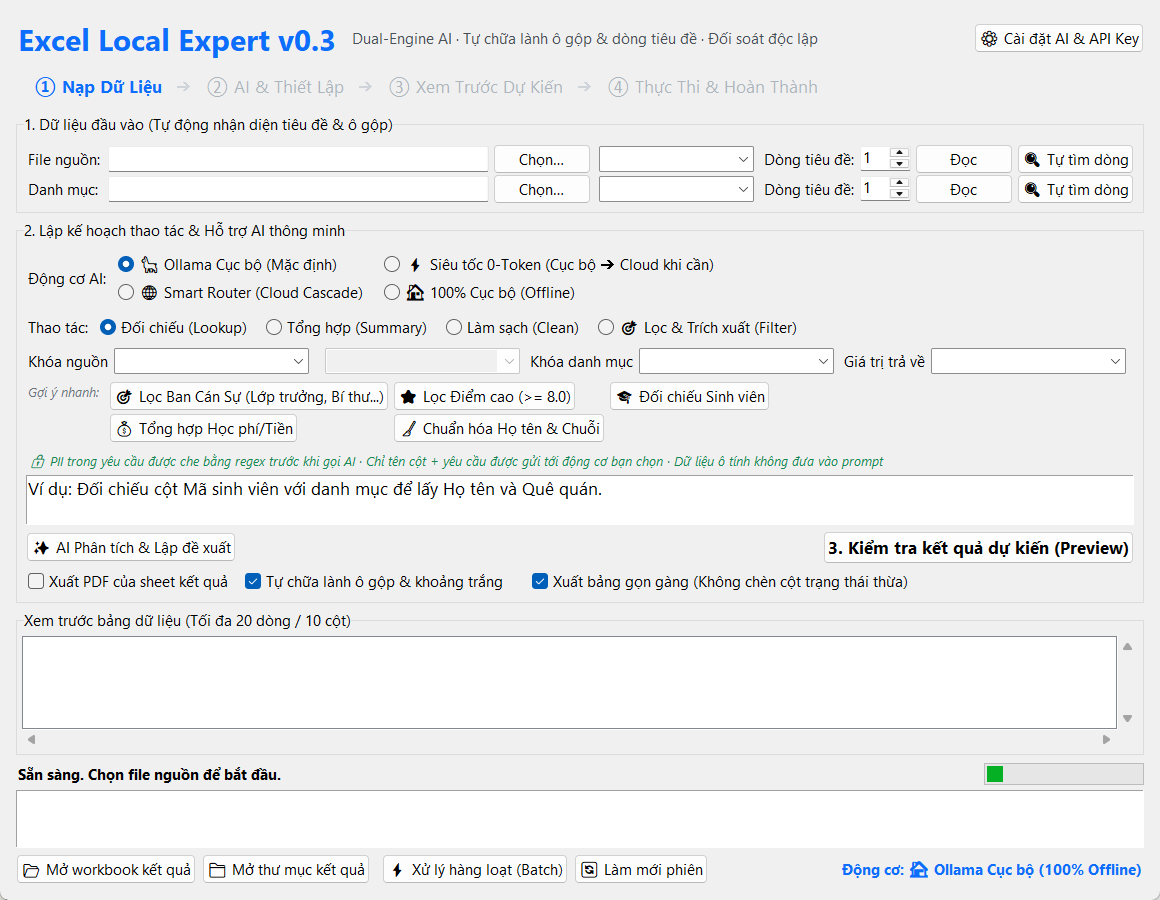 Excel Local Expert v0.3 Dual-Engine AI · Tự chữa lành ô gộp & dòng tiêu đề · Đối soát độc lập Cài đặt AI & API Key
① Nạp Dữ Liệu → ② AI & Thiết Lập → ③ Xem Trước Dự Kiến → ④ Thực Thi & Hoàn Thành
1. Dữ liệu đầu vào (Tự động nhận diện tiêu đề & ô gộp)
File nguồn: Chọn... Dòng tiêu đề: 1 Đọc Tự tìm dòng
Danh mục: Chọn... Dòng tiêu đề: 1 Đọc Tự tìm dòng
2. Lập kế hoạch thao tác & Hỗ trợ AI thông minh
Động cơ AI:
Ollama Cục bộ (Mặc định) Siêu tốc 0-Token (Cục bộ → Cloud khi cần)
Smart Router (Cloud Cascade) 100% Cục bộ (Offline)
Thao tác: Đối chiếu (Lookup) Tổng hợp (Summary) Làm sạch (Clean) Lọc & Trích xuất (Filter)
Khóa nguồn Khóa danh mục Giá trị trả về
Gợi ý nhanh: Lọc Ban Cán Sự (Lớp trưởng, Bí thư...) Lọc Điểm cao (>= 8.0) Đối chiếu Sinh viên
Tổng hợp Học phí/Tiền Chuẩn hóa Họ tên & Chuỗi
PII trong yêu cầu được che bằng regex trước khi gọi AI · Chỉ tên cột + yêu cầu được gửi tới động cơ bạn chọn · Dữ liệu ô tính không đưa vào prompt
Ví dụ: Đối chiếu cột Mã sinh viên với danh mục để lấy Họ tên và Quê quán.
AI Phân tích & Lập đề xuất 3. Kiểm tra kết quả dự kiến (Preview)
Xuất PDF của sheet kết quả Tự chữa lành ô gộp & khoảng trắng Xuất bảng gọn gàng (Không chèn cột trạng thái thừa)
Xem trước bảng dữ liệu (Tối đa 20 dòng / 10 cột)
Sẵn sàng. Chọn file nguồn để bắt đầu.
Mở workbook kết quả Mở thư mục kết quả Xử lý hàng loạt (Batch) Làm mới phiên Động cơ: Ollama Cục bộ (100% Offline)